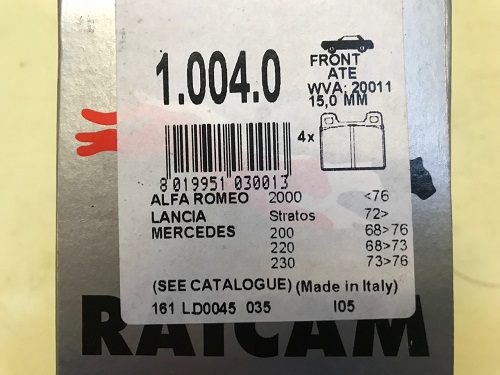 1.004.0
FRONT
ATE
WVA: 20011
15,0 MM
4x
8 019951 030013
ALFA ROMEO 2000 <76
LANCIA Stratos 72>
MERCEDES 200 68>76
220 68>73
230 73>76
(SEE CATALOGUE) (Made in Italy)
161 LD0045 035 I05
RAICAM